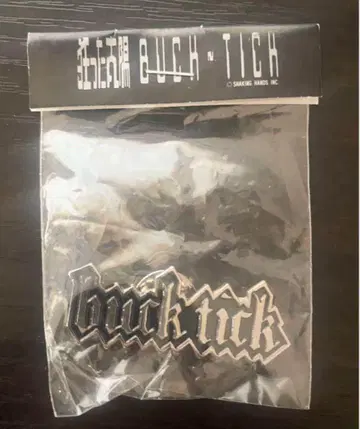 狂った太陽 BUCK-TICK
© SHAKING HANDS INC.
buck tick